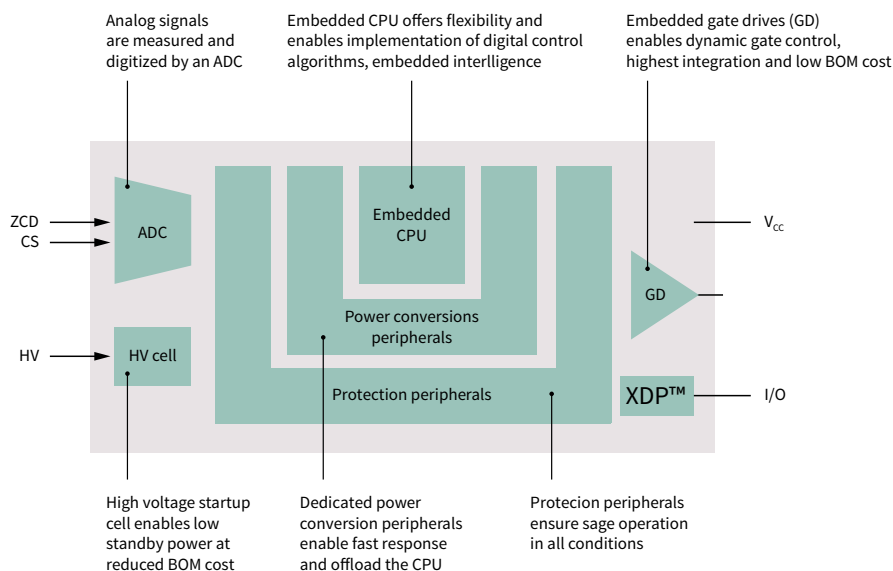 Analog signals
are measured and
digitized by an ADC
Embedded CPU offers flexibility and
enables implementation of digital control
algorithms, embedded interlligence
Embedded gate drives (GD)
enables dynamic gate control,
highest integration and low BOM cost
ZCD
CS
ADC
Embedded
CPU
V_CC
GD
Power conversions
peripherals
HV
HV cell
Protection peripherals
XDP™
I/O
High voltage startup
cell enables low
standby power at
reduced BOM cost
Dedicated power
conversion peripherals
enable fast response
and offload the CPU
Protecion peripherals
ensure sage operation
in all conditions